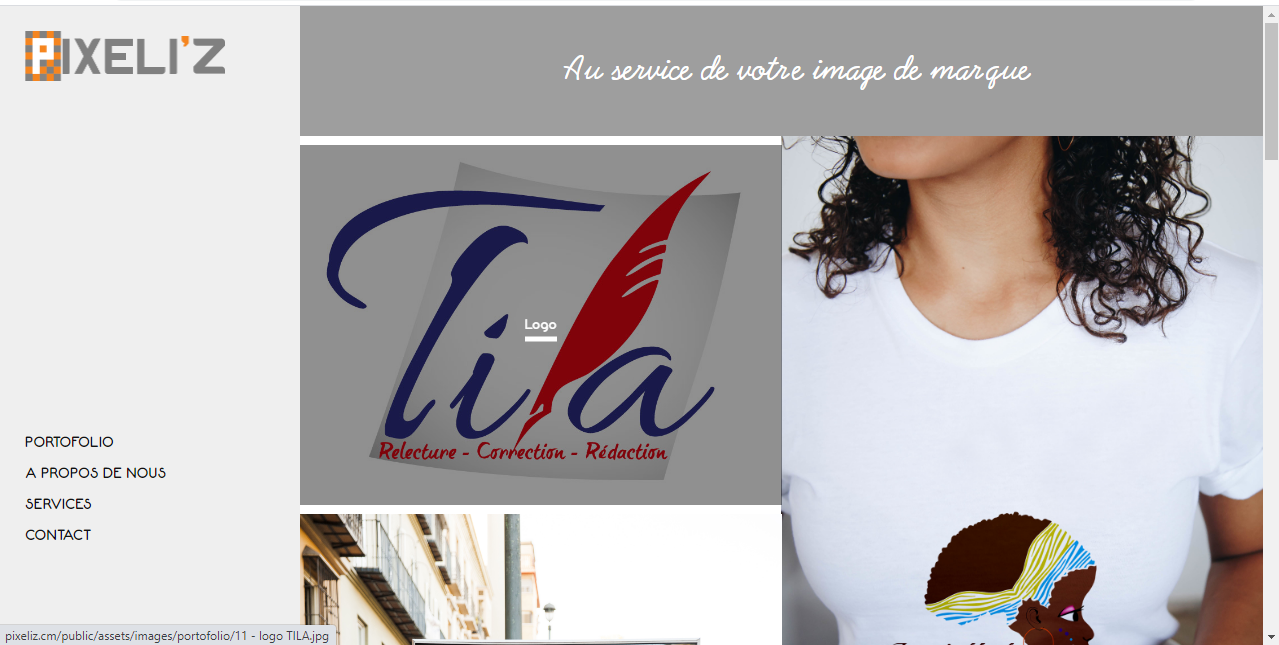 PIXELI'Z
Au service de votre image de marque
Tila
Logo
Relecture - Correction - Rédaction
PORTOFOLIO
A PROPOS DE NOUS
SERVICES
CONTACT
pixeliz.cm/public/assets/images/portofolio/11 - logo TILA.jpg